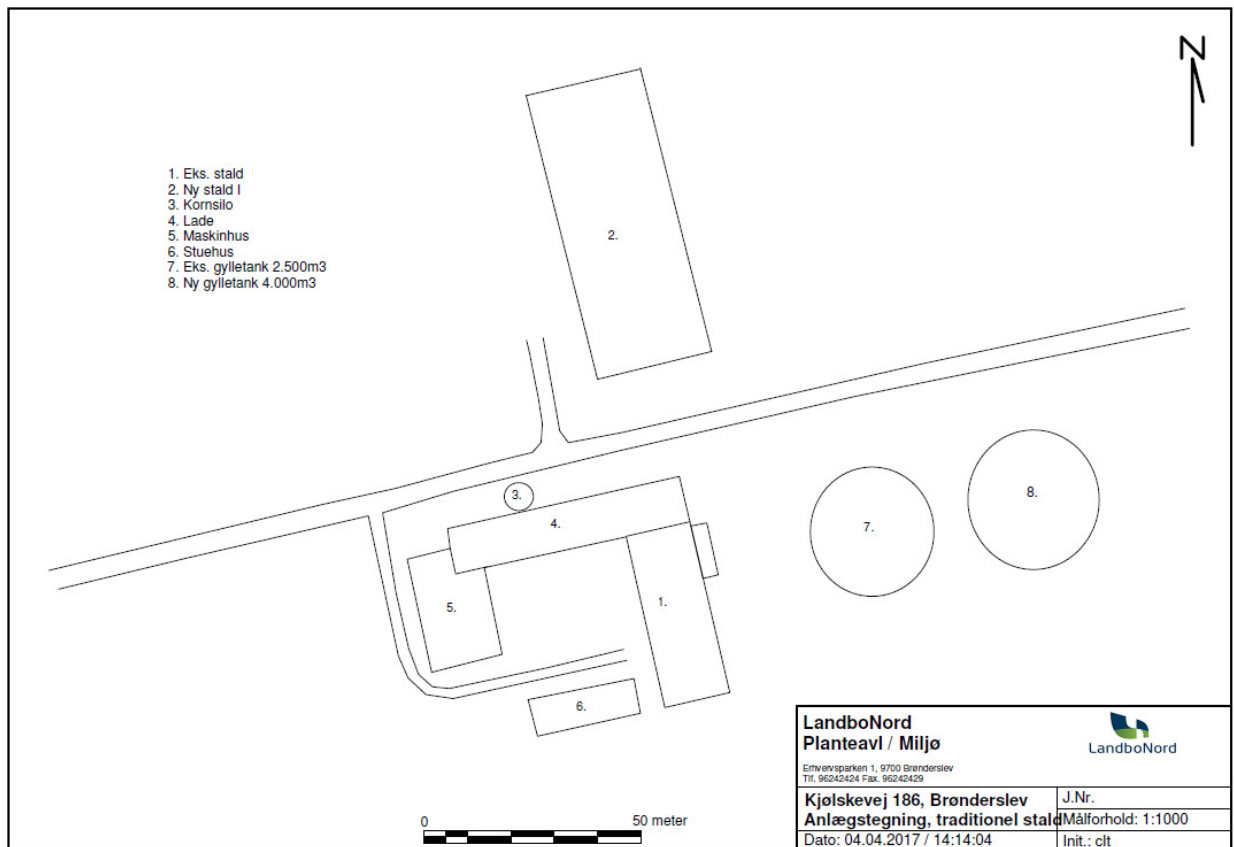 N
1. Eks. stald
2. Ny stald I
3. Kornsilo
4. Lade
5. Maskinhus
6. Stuehus
7. Eks. gylletank 2.500m3
8. Ny gylletank 4.000m3
2.
3.
4.
7.
8.
5.
1.
6.
0 50 meter
LandboNord
Planteavl / Miljø
LandboNord
Erhvervsparken 1, 9700 Brønderslev
Tlf. 96242424 Fax. 96242429
Kjølskevej 186, Brønderslev
J.Nr.
Anlægstegning, traditionel stald
Målforhold: 1:1000
Dato: 04.04.2017 / 14:14:04
Init.: clt